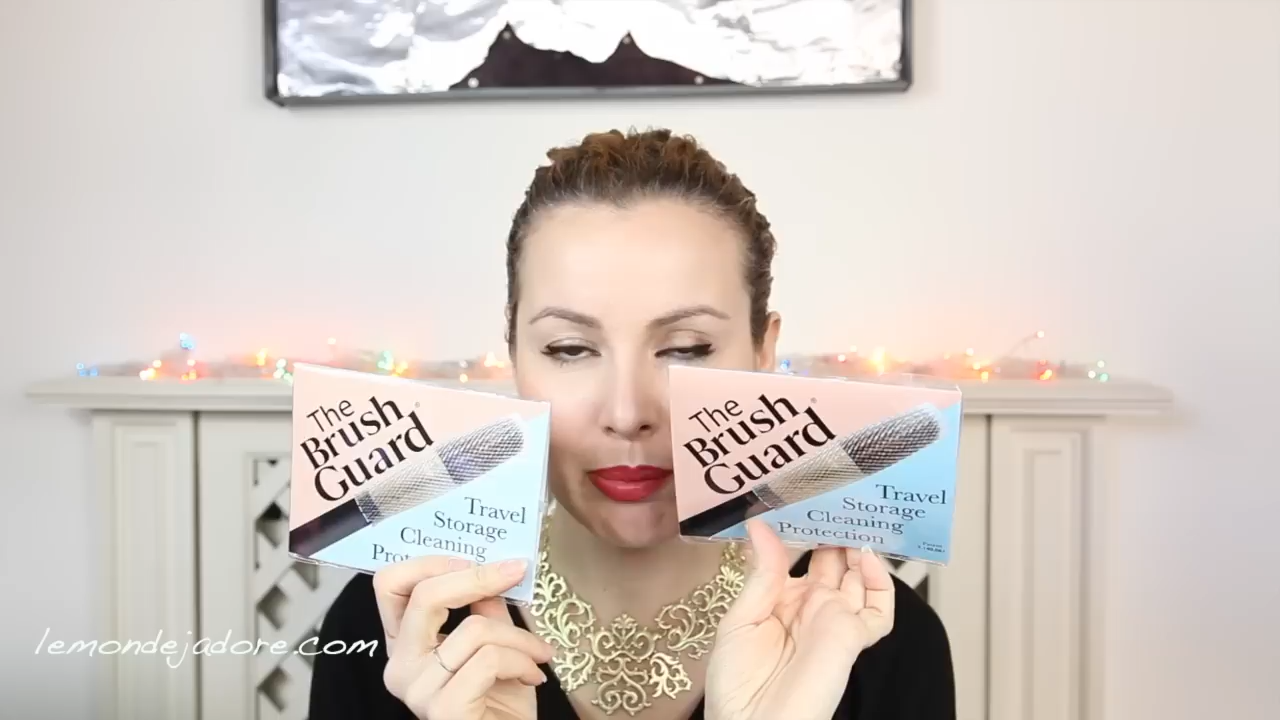 The
Brush
Guard
Travel
Storage
Cleaning
The
Brush
Guard
®
Travel
Storage
Cleaning
Protection
lemondejadore.com